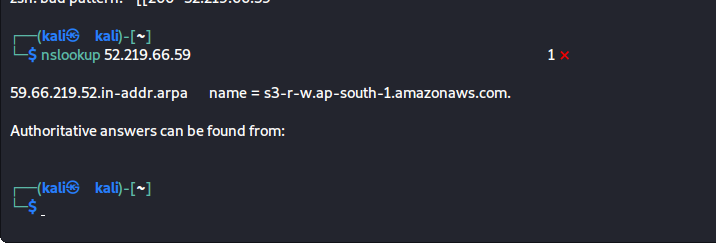 ┌──(kali㉿kali)-[~]
└─$ nslookup 52.219.66.59 1 ⨯
59.66.219.52.in-addr.arpa name = s3-r-w.ap-south-1.amazonaws.com.
Authoritative answers can be found from:
┌──(kali㉿kali)-[~]
└─$